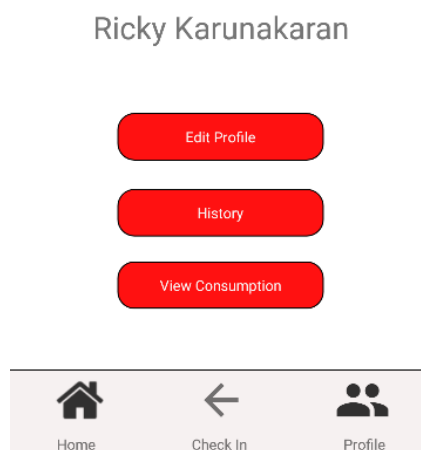 Ricky Karunakaran
Edit Profile
History
View Consumption
Home Check In Profile